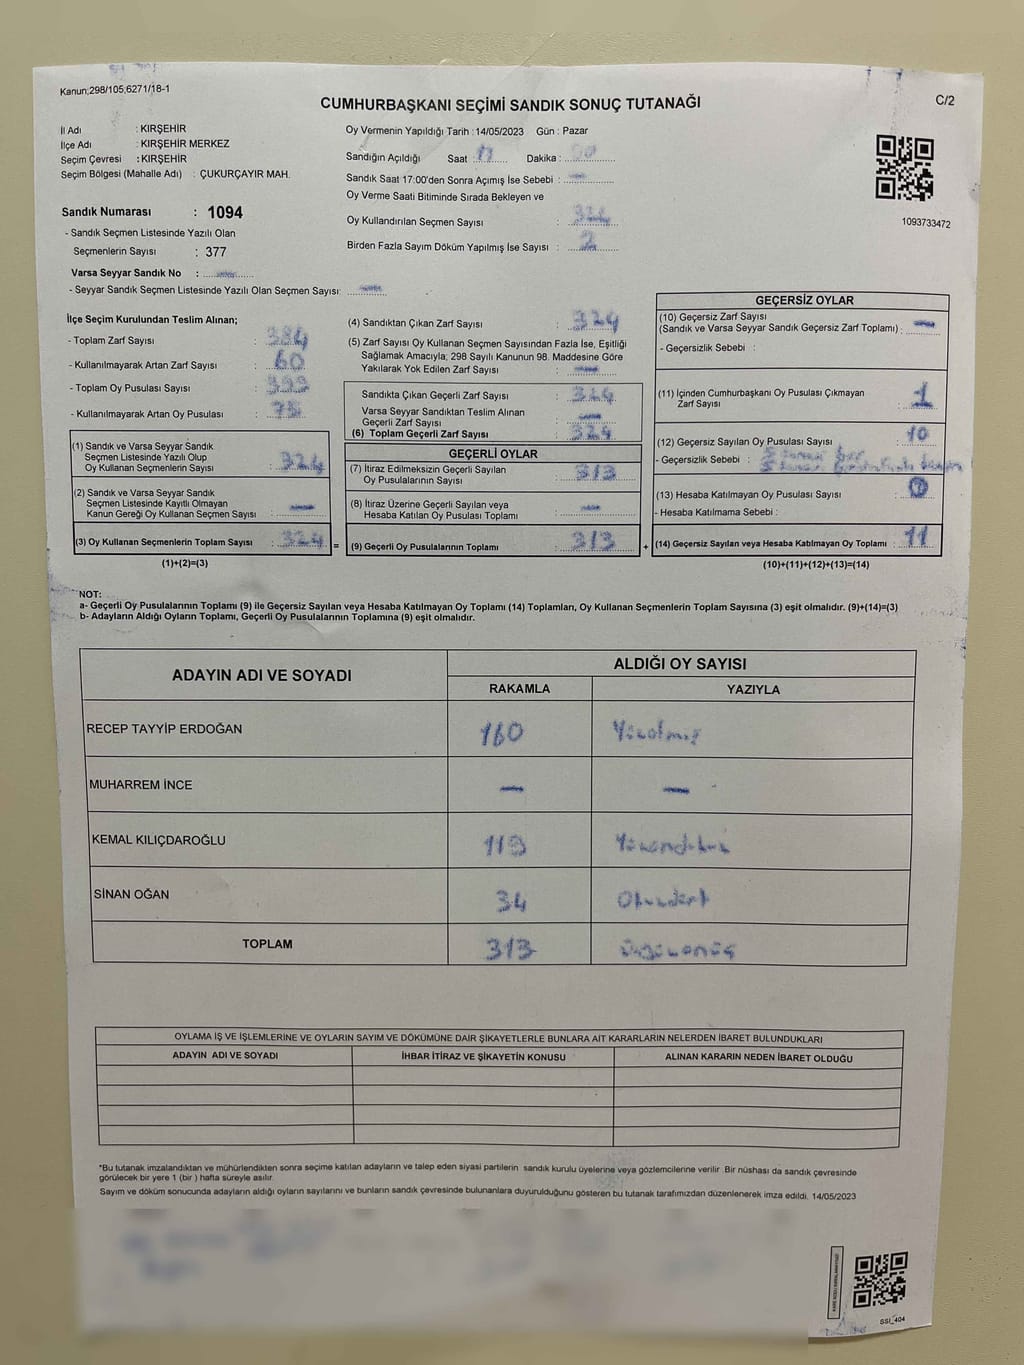 Kanun;298/105;6271/18-1
CUMHURBAŞKANI SEÇİMİ SANDIK SONUÇ TUTANAĞI
C/2
İl Adı : KIRŞEHİR
İlçe Adı : KIRŞEHİR MERKEZ
Seçim Çevresi : KIRŞEHİR
Seçim Bölgesi (Mahalle Adı) : ÇUKURÇAYIR MAH.
Sandık Numarası : 1094
- Sandık Seçmen Listesinde Yazılı Olan
Seçmenlerin Sayısı : 377
Varsa Seyyar Sandık No : —
- Seyyar Sandık Seçmen Listesinde Yazılı Olan Seçmen Sayısı: —
Oy Vermenin Yapıldığı Tarih : 14/05/2023 Gün : Pazar
Sandığın Açıldığı Saat : 17 Dakika : 00
Sandık Saat 17:00'den Sonra Açımış İse Sebebi : —
Oy Verme Saati Bitiminde Sırada Bekleyen ve
Oy Kullandırılan Seçmen Sayısı : 324
Birden Fazla Sayım Döküm Yapılmış İse Sayısı : 2
1093733472
İlçe Seçim Kurulundan Teslim Alınan;
- Toplam Zarf Sayısı : 384
- Kullanılmayarak Artan Zarf Sayısı : 60
- Toplam Oy Pusulası Sayısı : 399
- Kullanılmayarak Artan Oy Pusulası : 75
(1) Sandık ve Varsa Seyyar Sandık
Seçmen Listesinde Yazılı Olup
Oy Kullanan Seçmenlerin Sayısı : 324
(2) Sandık ve Varsa Seyyar Sandık
Seçmen Listesinde Kayıtlı Olmayan
Kanun Gereği Oy Kullanan Seçmen Sayısı : —
(3) Oy Kullanan Seçmenlerin Toplam Sayısı : 324 =
(1)+(2)=(3)
(4) Sandıktan Çıkan Zarf Sayısı : 324
(5) Zarf Sayısı Oy Kullanan Seçmen Sayısından Fazla İse, Eşitliği
Sağlamak Amacıyla; 298 Sayılı Kanunun 98. Maddesine Göre
Yakılarak Yok Edilen Zarf Sayısı : —
Sandıkta Çıkan Geçerli Zarf Sayısı : 324
Varsa Seyyar Sandıktan Teslim Alınan
Geçerli Zarf Sayısı : —
(6) Toplam Geçerli Zarf Sayısı : 324
GEÇERLİ OYLAR
(7) İtiraz Edilmeksizin Geçerli Sayılan
Oy Pusulalarının Sayısı : 313
(8) İtiraz Üzerine Geçerli Sayılan veya
Hesaba Katılan Oy Pusulası Toplamı : —
(9) Geçerli Oy Pusulalarının Toplamı : 313 +
GEÇERSİZ OYLAR
(10) Geçersiz Zarf Sayısı
(Sandık ve Varsa Seyyar Sandık Geçersiz Zarf Toplamı) : —
- Geçersizlik Sebebi :
(11) İçinden Cumhurbaşkanı Oy Pusulası Çıkmayan
Zarf Sayısı : 1
(12) Geçersiz Sayılan Oy Pusulası Sayısı : 10
- Geçersizlik Sebebi :
(13) Hesaba Katılmayan Oy Pusulası Sayısı :
- Hesaba Katılmama Sebebi :
(14) Geçersiz Sayılan veya Hesaba Katılmayan Oy Toplamı : 11
(10)+(11)+(12)+(13)=(14)
NOT:
a- Geçerli Oy Pusulalarının Toplamı (9) ile Geçersiz Sayılan veya Hesaba Katılmayan Oy Toplamı (14) Toplamları, Oy Kullanan Seçmenlerin Toplam Sayısına (3) eşit olmalıdır. (9)+(14)=(3)
b- Adayların Aldığı Oyların Toplamı, Geçerli Oy Pusulalarının Toplamına (9) eşit olmalıdır.
ADAYIN ADI VE SOYADI
ALDIĞI OY SAYISI
RAKAMLA YAZIYLA
RECEP TAYYİP ERDOĞAN 160 Yüzatmış
MUHARREM İNCE — —
KEMAL KILIÇDAROĞLU 119 Yüzondokuz
SİNAN OĞAN 34 Otuzdört
TOPLAM 313 Üçyüzonüç
OYLAMA İŞ VE İŞLEMLERİNE VE OYLARIN SAYIM VE DÖKÜMÜNE DAİR ŞİKAYETLERLE BUNLARA AİT KARARLARIN NELERDEN İBARET BULUNDUKLARI
ADAYIN ADI VE SOYADI İHBAR İTİRAZ VE ŞİKAYETİN KONUSU ALINAN KARARIN NEDEN İBARET OLDUĞU
*Bu tutanak imzalandıktan ve mühürlendikten sonra seçime katılan adayların ve talep eden siyasi partilerin sandık kurulu üyelerine veya gözlemcilerine verilir. Bir nüshası da sandık çevresinde
görülecek bir yere 1 (bir ) hafta süreyle asılır.
Sayım ve döküm sonucunda adayların aldığı oyların sayılarını ve bunların sandık çevresinde bulunanlara duyurulduğunu gösteren bu tutanak tarafımızdan düzenlenerek imza edildi. 14/05/2023
SSİ_404